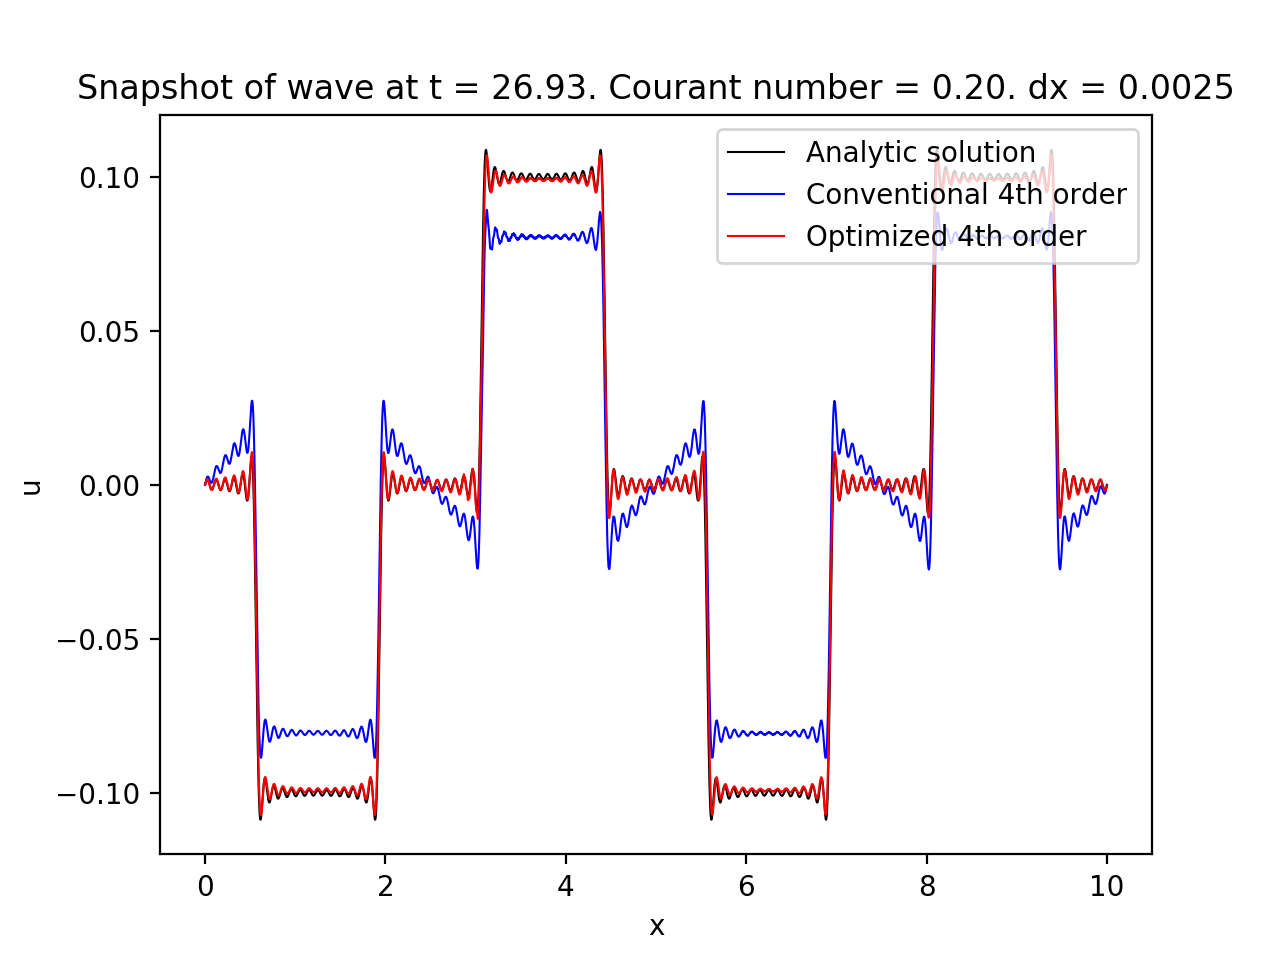 Snapshot of wave at t = 26.93. Courant number = 0.20. dx = 0.0025
Analytic solution
Conventional 4th order
Optimized 4th order
0.10
0.05
0.00
−0.05
−0.10
u
0 2 4 6 8 10
x